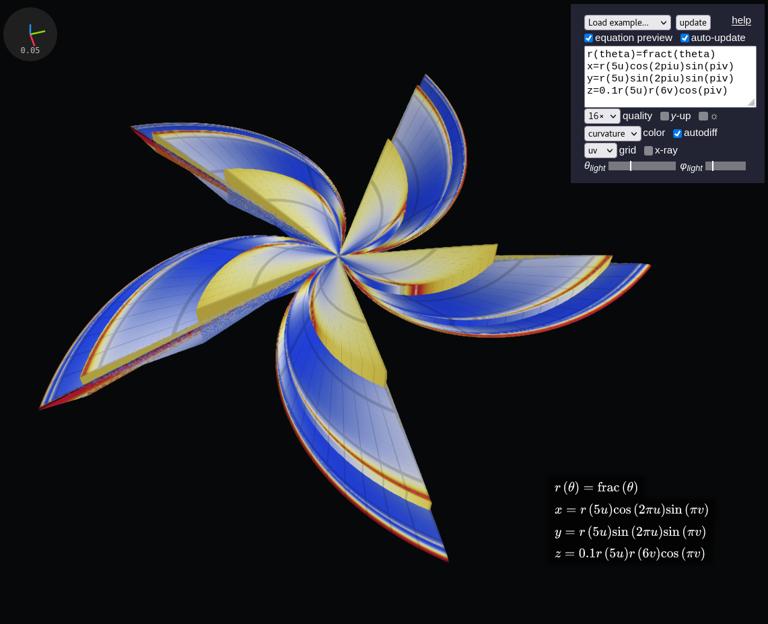 0.05
Load example... update help
equation preview auto-update
r(theta)=fract(theta)
x=r(5u)cos(2piu)sin(piv)
y=r(5u)sin(2piu)sin(piv)
z=0.1r(5u)r(6v)cos(piv)
16× quality y-up ☼
curvature color autodiff
uv grid x-ray
θlight φlight
r (θ) = frac (θ)
x = r (5u)cos (2πu)sin (πv)
y = r (5u)sin (2πu)sin (πv)
z = 0.1r (5u)r (6v)cos (πv)